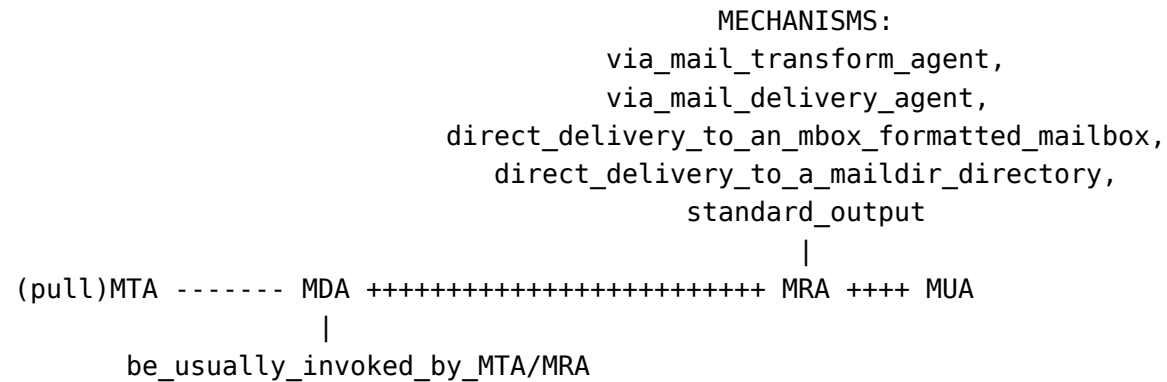 MECHANISMS:
via_mail_transform_agent,
via_mail_delivery_agent,
direct_delivery_to_an_mbox_formatted_mailbox,
direct_delivery_to_a_maildir_directory,
standard_output
|
(pull)MTA ------- MDA +++++++++++++++++++++++++ MRA ++++ MUA
|
be_usually_invoked_by_MTA/MRA